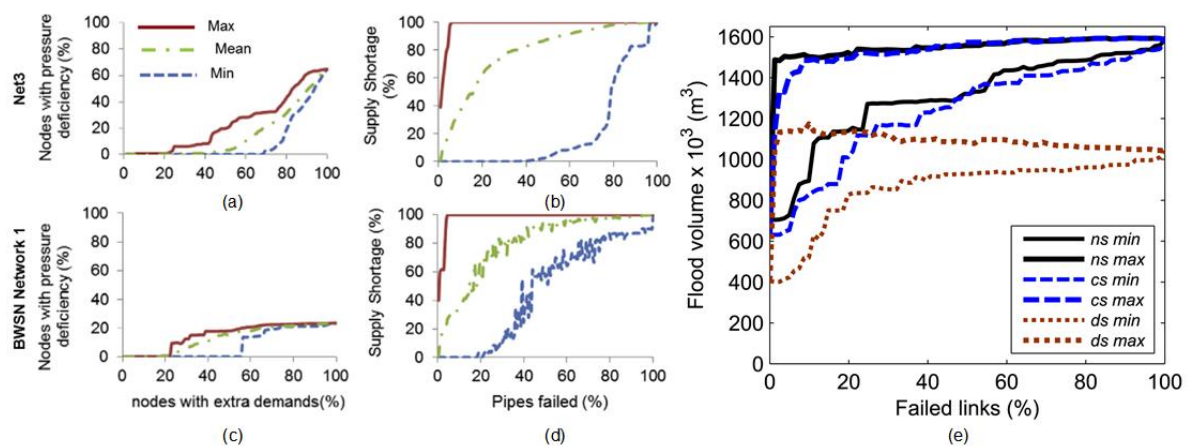 Net3
Nodes with pressure
deficiency (%)
100
80
60
40
20
0
Max
Mean
Min
0 20 40 60 80 100
(a)
Supply Shortage
(%)
100
80
60
40
20
0
0 20 40 60 80 100
(b)
BWSN Network 1
Nodes with pressure
deficiency (%)
100
80
60
40
20
0
0 20 40 60 80 100
nodes with extra demands(%)
(c)
Supply Shortage (%)
100
80
60
40
20
0
0 20 40 60 80 100
Pipes failed (%)
(d)
Flood volume x 10³ (m³)
1600
1400
1200
1000
800
600
400
200
0
ns min
ns max
cs min
cs max
ds min
ds max
0 20 40 60 80 100
Failed links (%)
(e)